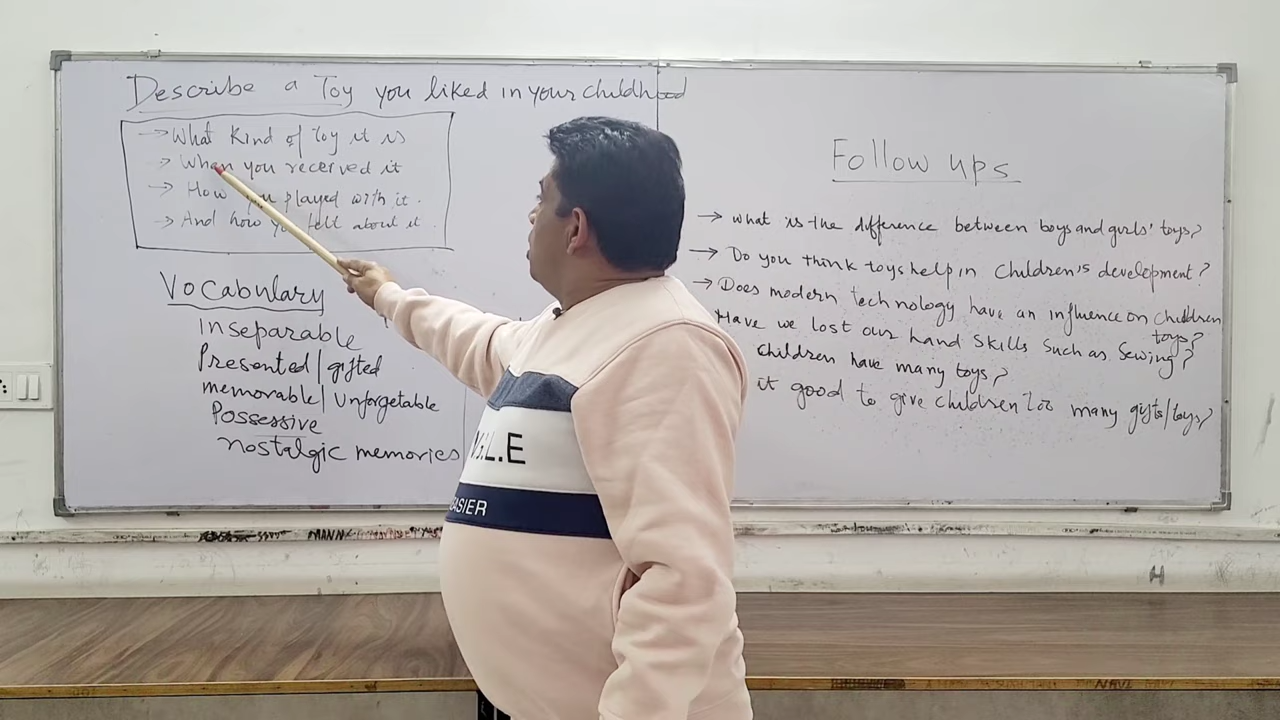 Describe a Toy you liked in your childhood
→ What kind of toy it is
→ When you received it
→ How you played with it.
→ And how you felt about it
Vocabulary
inseparable
Presented/gifted
memorable/unforgetable
Possessive
nostalgic memories
Follow ups
→ what is the difference between boys and girls' toys?
→ Do you think toys help in children's development?
→ Does modern technology have an influence on children toys?
Have we lost our hand skills such as sewing?
children have many toys?
it good to give children too many gifts/toys?
.L.E
EASIER
MANN
NAVI
H